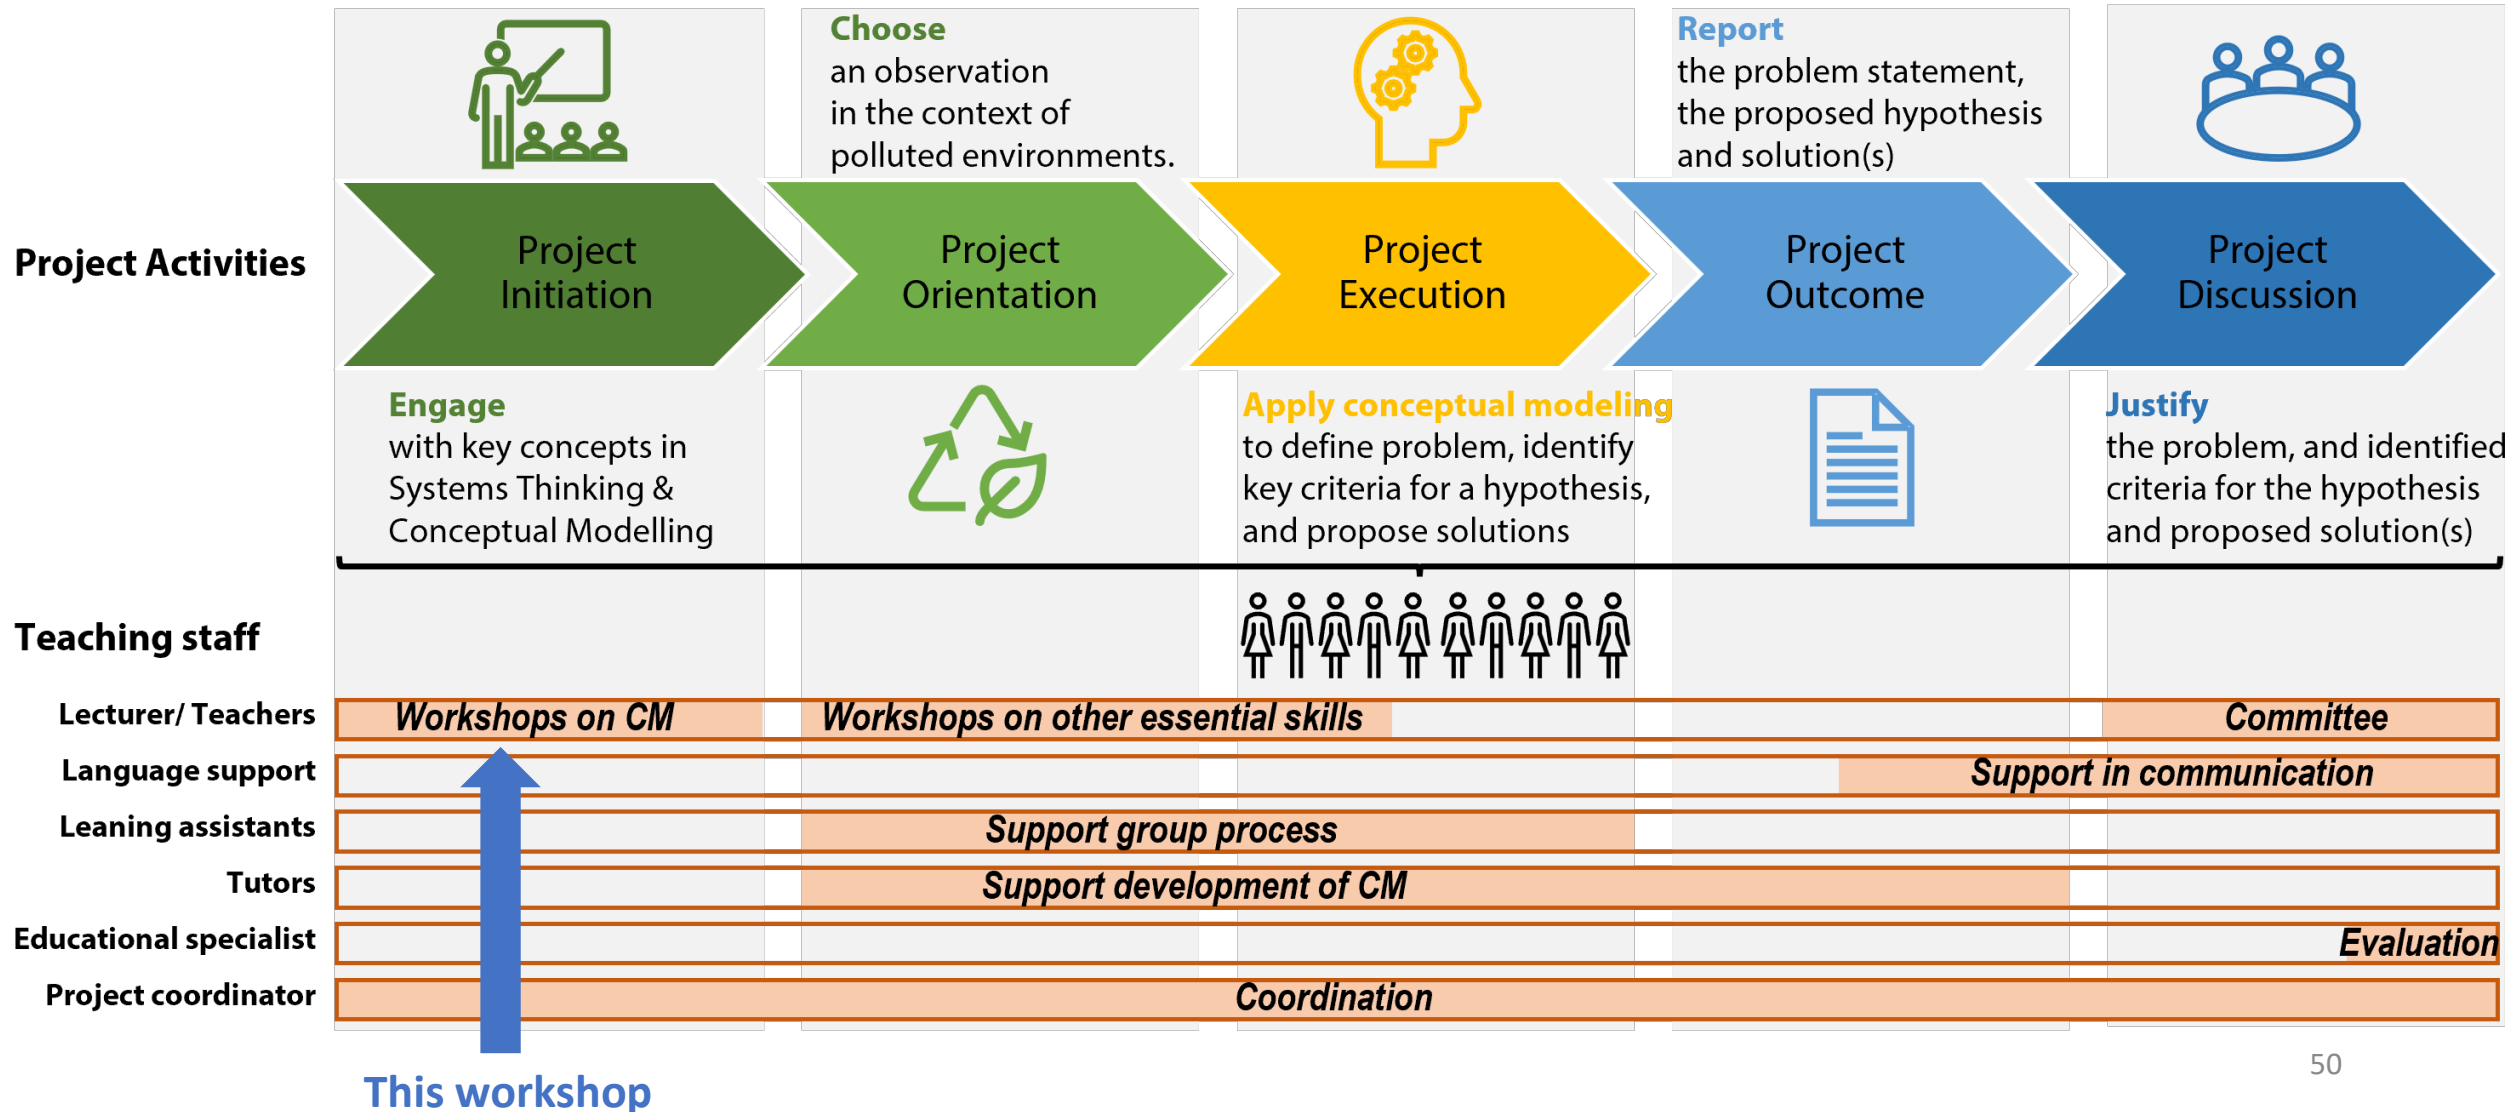 Choose
an observation
in the context of
polluted environments.
Report
the problem statement,
the proposed hypothesis
and solution(s)
Project Activities
Project
Initiation
Project
Orientation
Project
Execution
Project
Outcome
Project
Discussion
Engage
with key concepts in
Systems Thinking &
Conceptual Modelling
Apply conceptual modeling
to define problem, identify
key criteria for a hypothesis,
and propose solutions
Justify
the problem, and identified
criteria for the hypothesis
and proposed solution(s)
Teaching staff
Lecturer/ Teachers
Workshops on CM
Workshops on other essential skills
Committee
Language support
Support in communication
Leaning assistants
Support group process
Tutors
Support development of CM
Educational specialist
Evaluation
Project coordinator
Coordination
This workshop
50